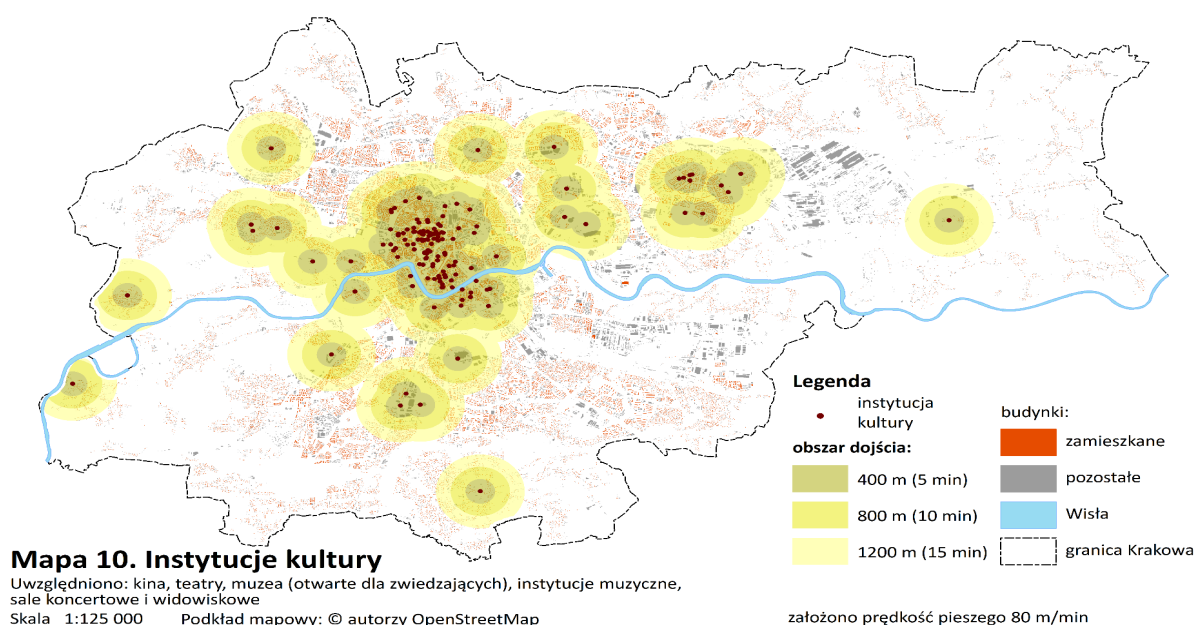 Legenda
instytucja
kultury
obszar dojścia:
400 m (5 min)
800 m (10 min)
1200 m (15 min)
budynki:
zamieszkane
pozostałe
Wisła
granica Krakowa
Mapa 10. Instytucje kultury
Uwzględniono: kina, teatry, muzea (otwarte dla zwiedzających), instytucje muzyczne,
sale koncertowe i widowiskowe
Skala 1:125 000 Podkład mapowy: © autorzy OpenStreetMap
założono prędkość pieszego 80 m/min